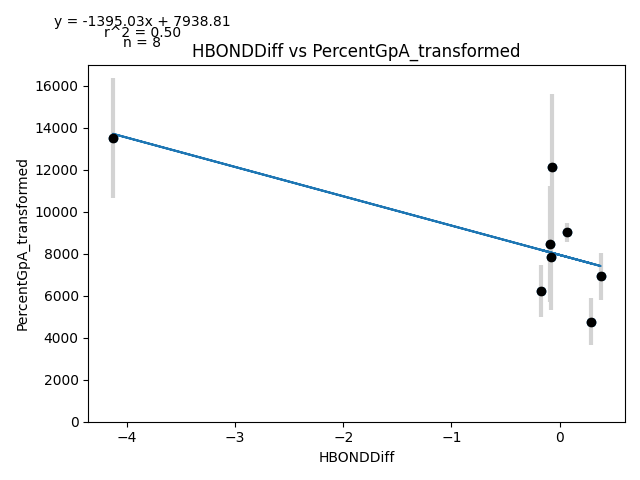 y = -1395.03x + 7938.81
r^2 = 0.50
n = 8
HBONDDiff vs PercentGpA_transformed
PercentGpA_transformed
16000
14000
12000
10000
8000
6000
4000
2000
0
−4 −3 −2 −1 0
HBONDDiff